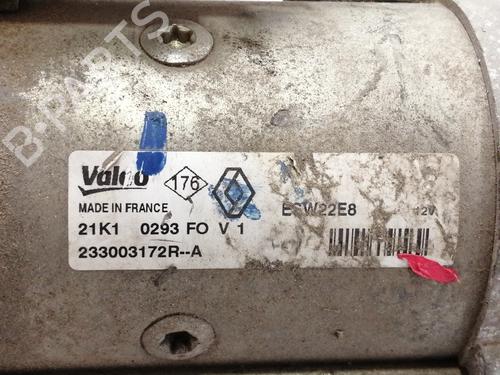 B-PARTS
Valeo
176
MADE IN FRANCE
ESW22E8
12V
21K1 0293 FO V 1
233003172R--A